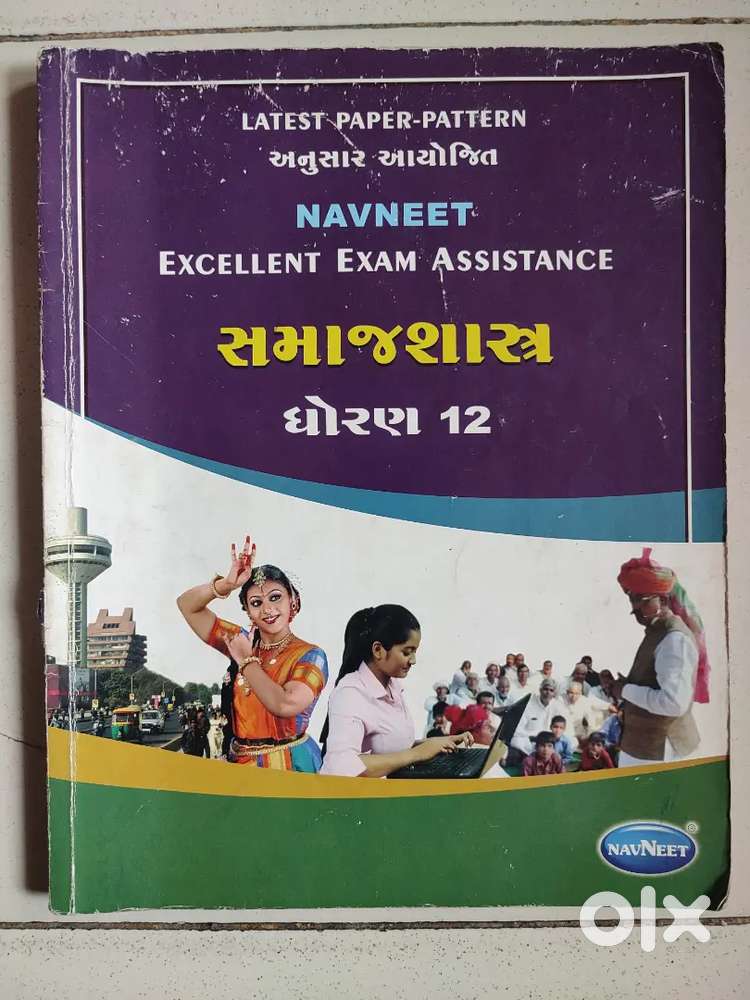 LATEST PAPER-PATTERN
અનુસાર આયોજિત
NAVNEET
EXCELLENT EXAM ASSISTANCE
સમાજશાસ્ત્ર
ધોરણ 12
NAVNEET
olx